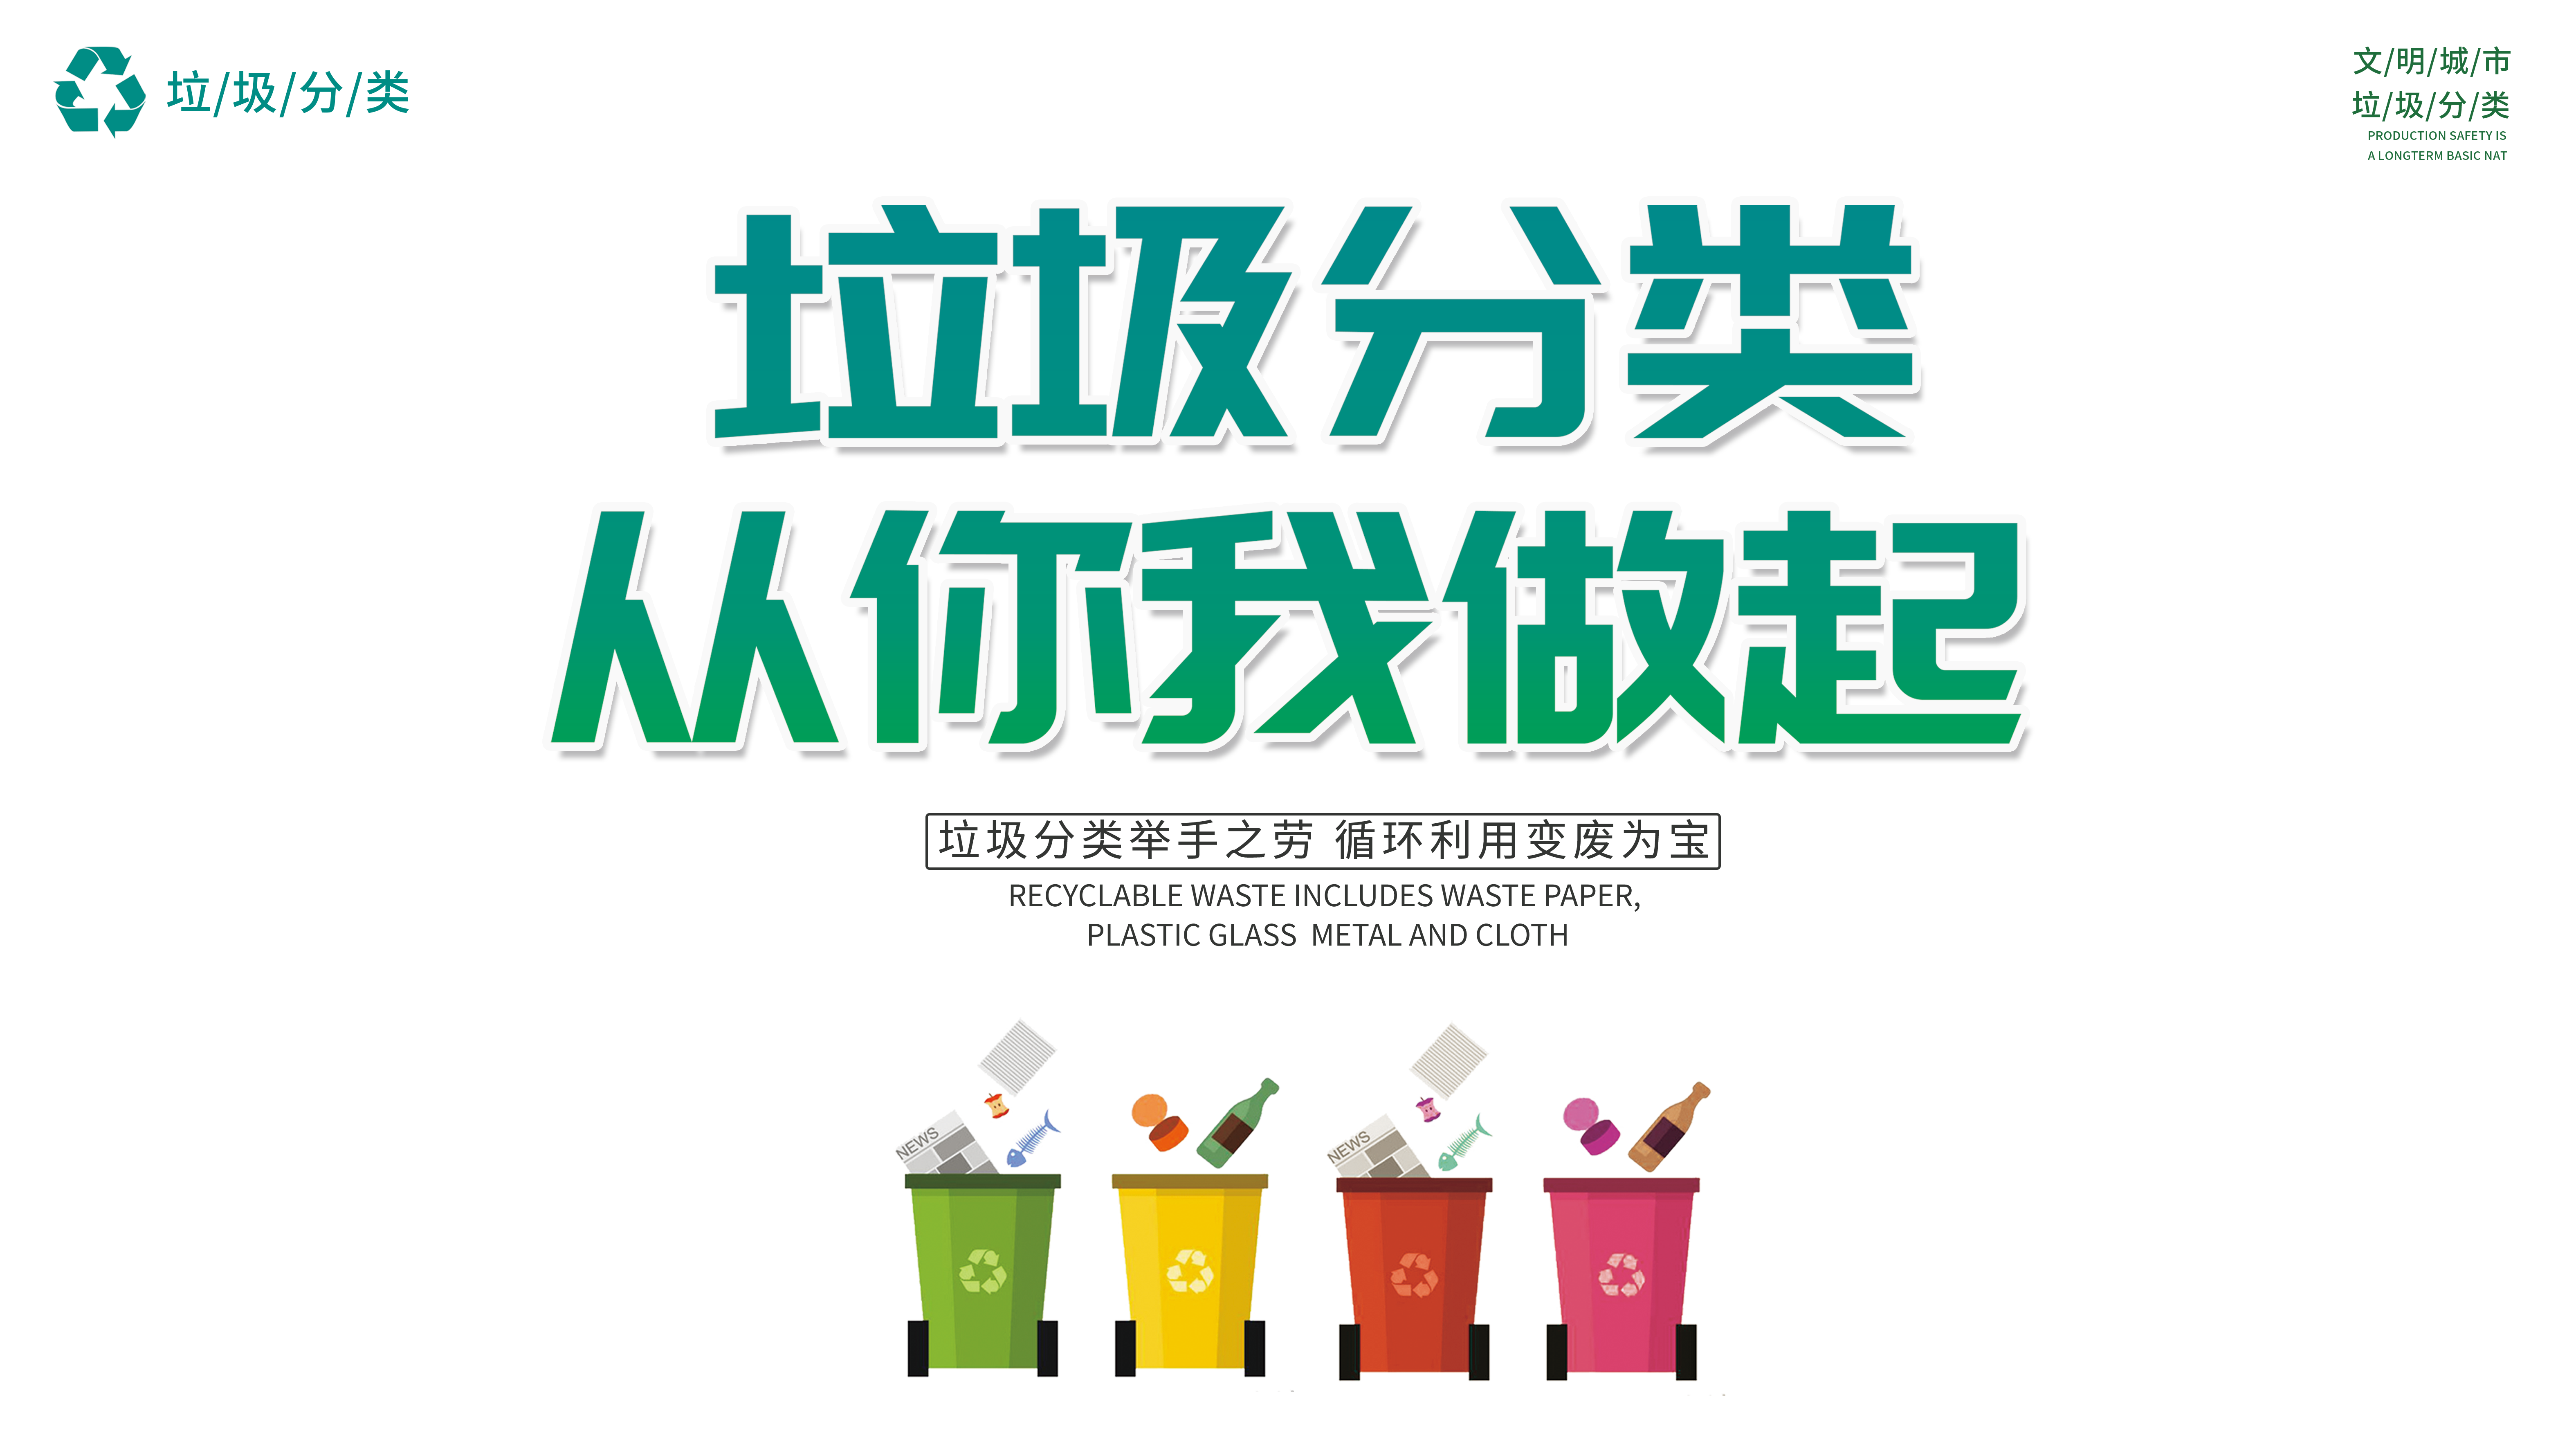 垃/圾/分/类
文/明/城/市
垃/圾/分/类
PRODUCTION SAFETY IS
A LONGTERM BASIC NAT
垃圾分类
从你我做起
垃圾分类举手之劳 循环利用变废为宝
RECYCLABLE WASTE INCLUDES WASTE PAPER,
PLASTIC GLASS METAL AND CLOTH
NEWS
NEWS